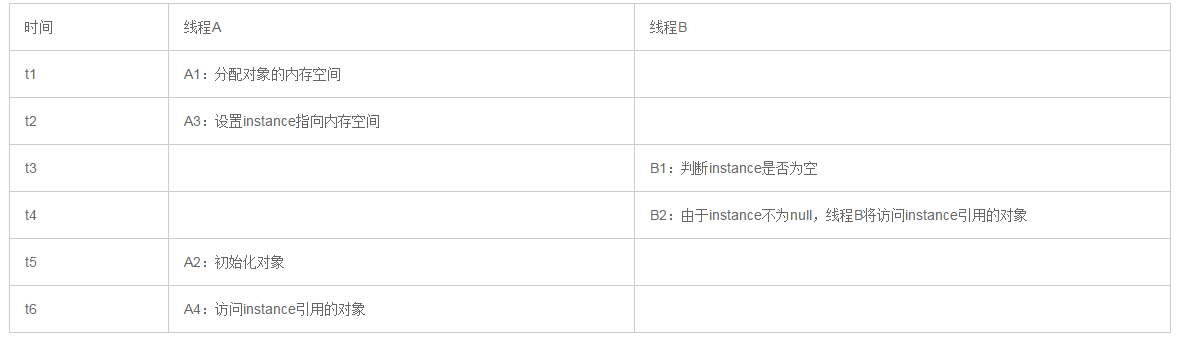 时间 线程A 线程B
t1 A1：分配对象的内存空间
t2 A3：设置instance指向内存空间
t3 B1：判断instance是否为空
t4 B2：由于instance不为null，线程B将访问instance引用的对象
t5 A2：初始化对象
t6 A4：访问instance引用的对象